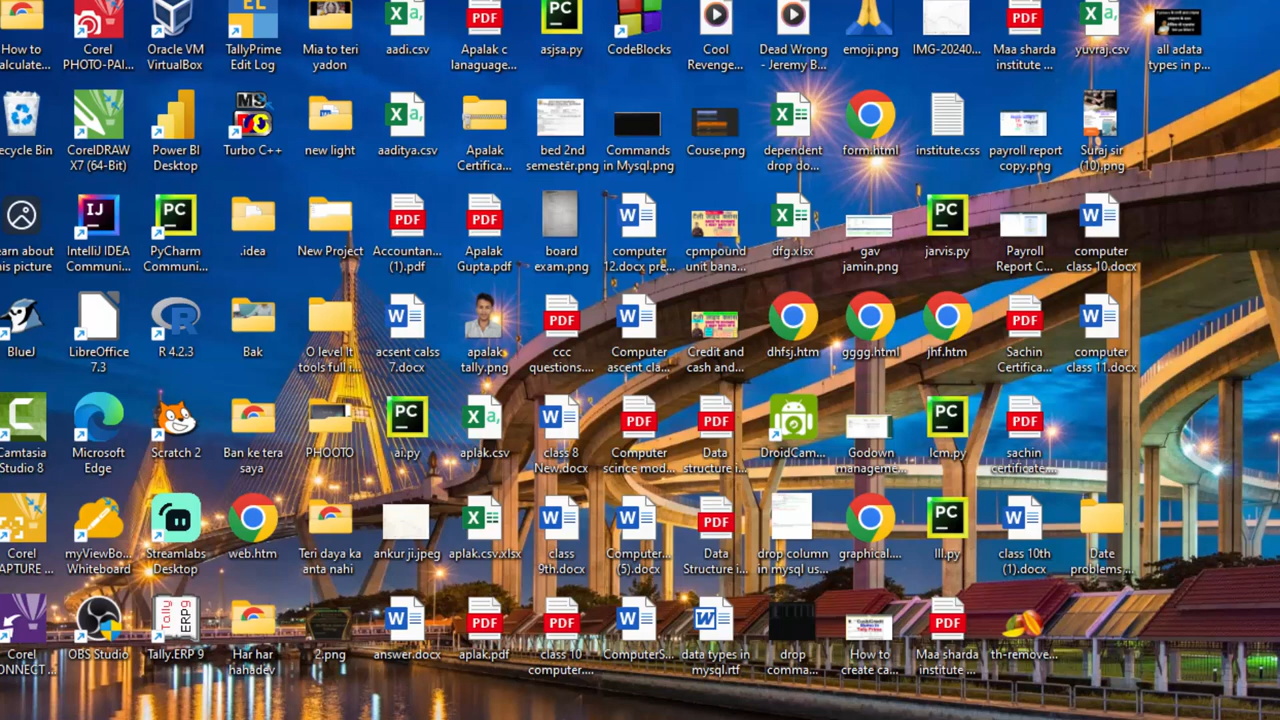 How to
alculate...
Corel
PHOTO-PAI...
Oracle VM
VirtualBox
TallyPrime
Edit Log
Mia to teri
yadon
aadi.csv
Apalak c
lanaguage...
asjsa.py
CodeBlocks
Cool
Revenge...
Dead Wrong
- Jeremy B...
emoji.png
IMG-20240...
Maa sharda
institute ...
yuvraj.csv
all adata
types in p...
ecycle Bin
CorelDRAW
X7 (64-Bit)
Power BI
Desktop
Turbo C++
new light
aaditya.csv
Apalak
Certifica...
bed 2nd
semester.png
Commands
in Mysql.png
Couse.png
dependent
drop do...
form.html
institute.css
payroll report
copy.png
Suraj sir
(10).png
arn about
is picture
IntelliJ IDEA
Communi...
PyCharm
Communi...
.idea
New Project
Accountan...
(1).pdf
Apalak
Gupta.pdf
board
exam.png
computer
12.docx pre...
cpmpound
unit bana...
dfg.xlsx
gav
jamin.png
jarvis.py
Payroll
Report C...
computer
class 10.docx
BlueJ
LibreOffice
7.3
R 4.2.3
Bak
O level It
tools full i...
acsent calss
7.docx
apalak
tally.png
ccc
questions....
Computer
ascent cla...
Credit and
cash and...
dhfsj.htm
gggg.html
jhf.htm
Sachin
Certifica...
computer
class 11.docx
Camtasia
Studio 8
Microsoft
Edge
Scratch 2
Ban ke tera
saya
PHOOTO
ai.py
aplak.csv
class 8
New.docx
Computer
scince mod...
Data
structure i...
DroidCam...
Godown
manageme...
lcm.py
sachin
certificate....
Corel
APTURE ...
myViewBo...
Whiteboard
Streamlabs
Desktop
web.htm
Teri daya ka
anta nahi
ankur ji.jpeg
aplak.csv.xlsx
class
9th.docx
Computer...
(5).docx
Data
Structure i...
drop column
in mysql us...
graphical....
lll.py
class 10th
(1).docx
Date
problems ...
Corel
ONNECT ...
OBS Studio
Tally.ERP 9
Har har
hahadev
2.png
answer.docx
aplak.pdf
class 10
computer....
ComputerS...
data types in
mysql.rtf
drop
comma...
How to
create ca...
Maa sharda
institute ...
th-remove...